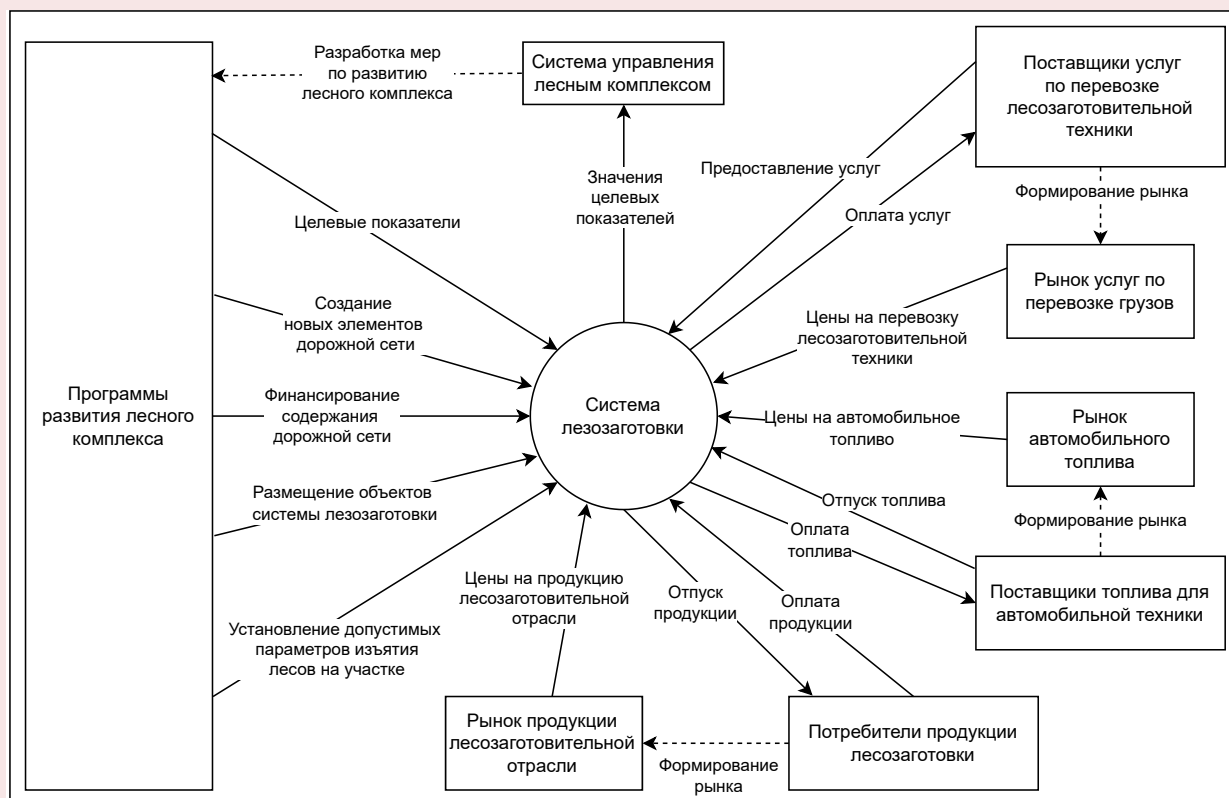 Разработка мер
по развитию
лесного комплекса
Система управления
лесным комплексом
Поставщики услуг
по перевозке
лесозаготовительной
техники
Предоставление услуг
Значения
целевых
показателей
Формирование рынка
Целевые показатели
Оплата услуг
Рынок услуг по
перевозке грузов
Создание
новых элементов
дорожной сети
Цены на перевозку
лесозаготовительной
техники
Программы
развития лесного
комплекса
Финансирование
содержания
дорожной сети
Система
лезозаготовки
Цены на автомобильное
топливо
Рынок
автомобильного
топлива
Размещение объектов
системы лезозаготовки
Отпуск топлива
Формирование рынка
Оплата
топлива
Цены на продукцию
лесозаготовительной
отрасли
Отпуск
продукции
Оплата
продукции
Поставщики топлива для
автомобильной техники
Установление допустимых
параметров изъятия
лесов на участке
Рынок продукции
лесозаготовительной
отрасли
Потребители продукции
лесозаготовки
Формирование
рынка